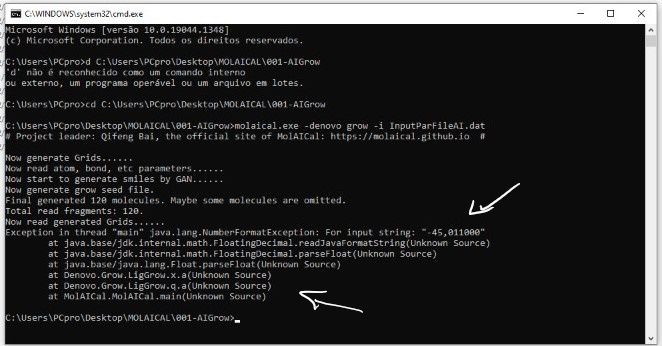 C:\WINDOWS\system32\cmd.exe
Microsoft Windows [versão 10.0.19044.1348]
(c) Microsoft Corporation. Todos os direitos reservados.
C:\Users\PCpro>d C:\Users\PCpro\Desktop\MOLAICAL\001-AIGrow
'd' não é reconhecido como um comando interno
ou externo, um programa operável ou um arquivo em lotes.
C:\Users\PCpro>cd C:\Users\PCpro\Desktop\MOLAICAL\001-AIGrow
C:\Users\PCpro\Desktop\MOLAICAL\001-AIGrow>molaical.exe -denovo grow -i InputParFileAI.dat
# Project leader: Qifeng Bai, the official site of MolAICal: https://molaical.github.io  #
Now generate Grids......
Now read atom, bond, etc parameters......
Now start to generate smiles by GAN......
Now generate grow seed file.
Final generated 120 molecules. Maybe some molecules are omitted.
Total read fragments: 120.
Now read generated Grids......
Exception in thread "main" java.lang.NumberFormatException: For input string: "-45,011000"
at java.base/jdk.internal.math.FloatingDecimal.readJavaFormatString(Unknown Source)
at java.base/jdk.internal.math.FloatingDecimal.parseFloat(Unknown Source)
at java.base/java.lang.Float.parseFloat(Unknown Source)
at Denovo.Grow.LigGrow.x.a(Unknown Source)
at Denovo.Grow.LigGrow.q.a(Unknown Source)
at MolAICal.MolAICal.main(Unknown Source)
C:\Users\PCpro\Desktop\MOLAICAL\001-AIGrow>